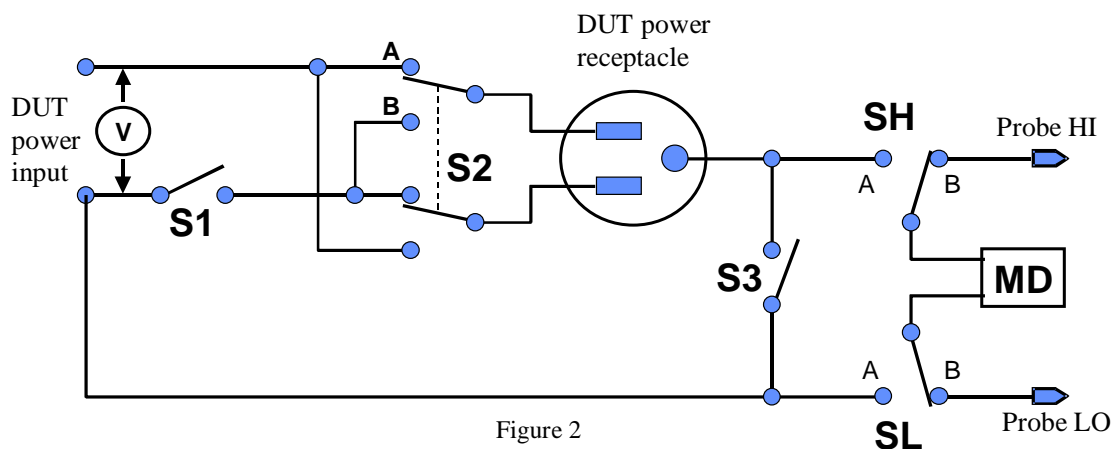 DUT power
receptacle
A
DUT
power
input
V
B
S1
S2
SH
Probe HI
A
B
S3
MD
A
B
SL
Probe LO
Figure 2